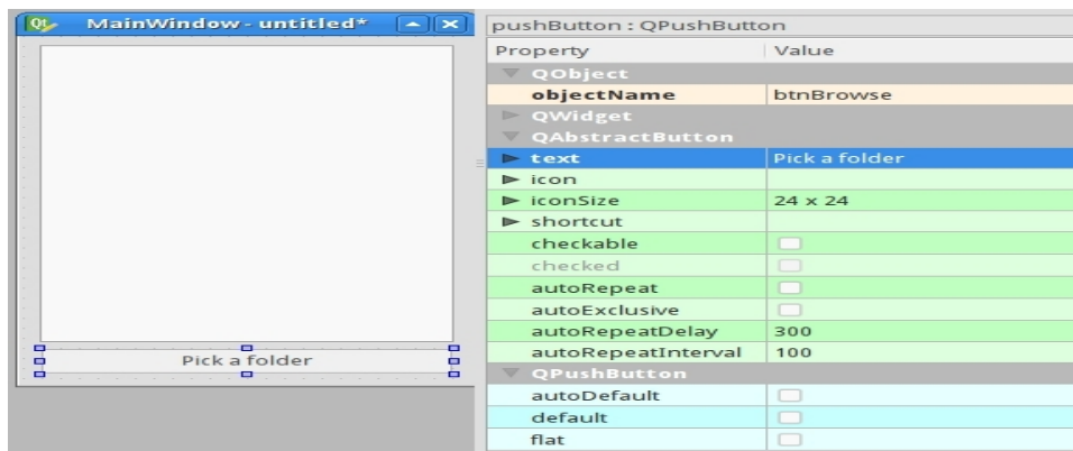 MainWindow - untitled*
Pick a folder
pushButton : QPushButton
Property Value
QObject
objectName btnBrowse
QWidget
QAbstractButton
text Pick a folder
icon
iconSize 24 x 24
shortcut
checkable
checked
autoRepeat
autoExclusive
autoRepeatDelay 300
autoRepeatInterval 100
QPushButton
autoDefault
default
flat